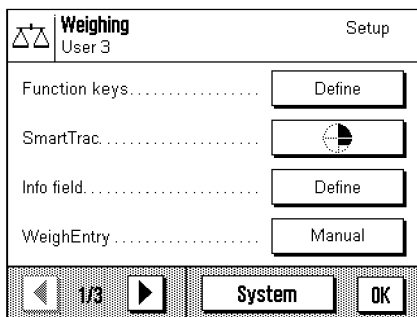 Weighing Setup
User 3
Function keys................. Define
SmartTrac.......................
Info field......................... Define
WeighEntry.................... Manual
1/3 System OK